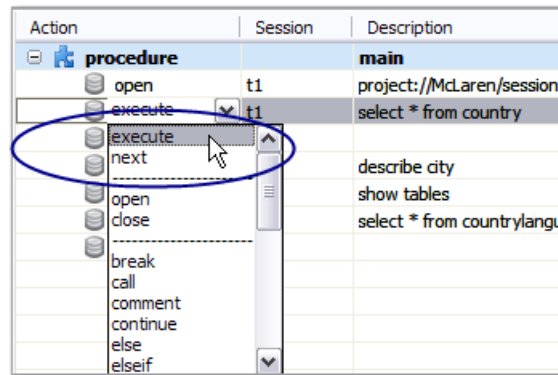 Action Session Description
procedure main
open t1 project://McLaren/session
execute t1 select * from country
execute
next describe city
open show tables
close select * from countrylangu
break
call
comment
continue
else
elseif